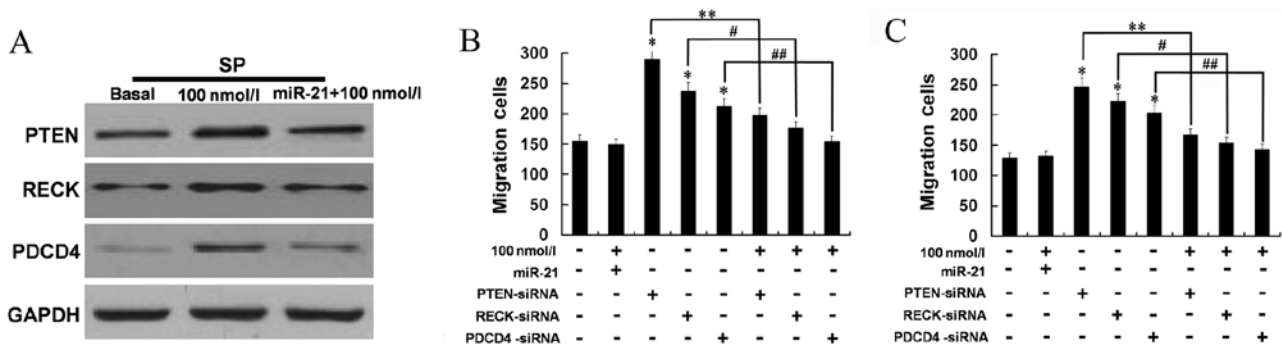 A
SP
Basal 100 nmol/l miR-21+100 nmol/l
PTEN
RECK
PDCD4
GAPDH
B
**
#
##
* * *
Migration cells
300
250
200
150
100
50
0
100 nmol/l - + - - - + + +
miR-21 - + - - - - - -
PTEN-siRNA - - + - - + - -
RECK-siRNA - - - + - - + -
PDCD4 -siRNA - - - - + - - +
C
**
#
##
* * *
Migration cells
300
250
200
150
100
50
0
100 nmol/l - + - - - + + +
miR-21 - + - - - - - -
PTEN-siRNA - - + - - + - -
RECK-siRNA - - - + - - + -
PDCD4 -siRNA - - - - + - - +